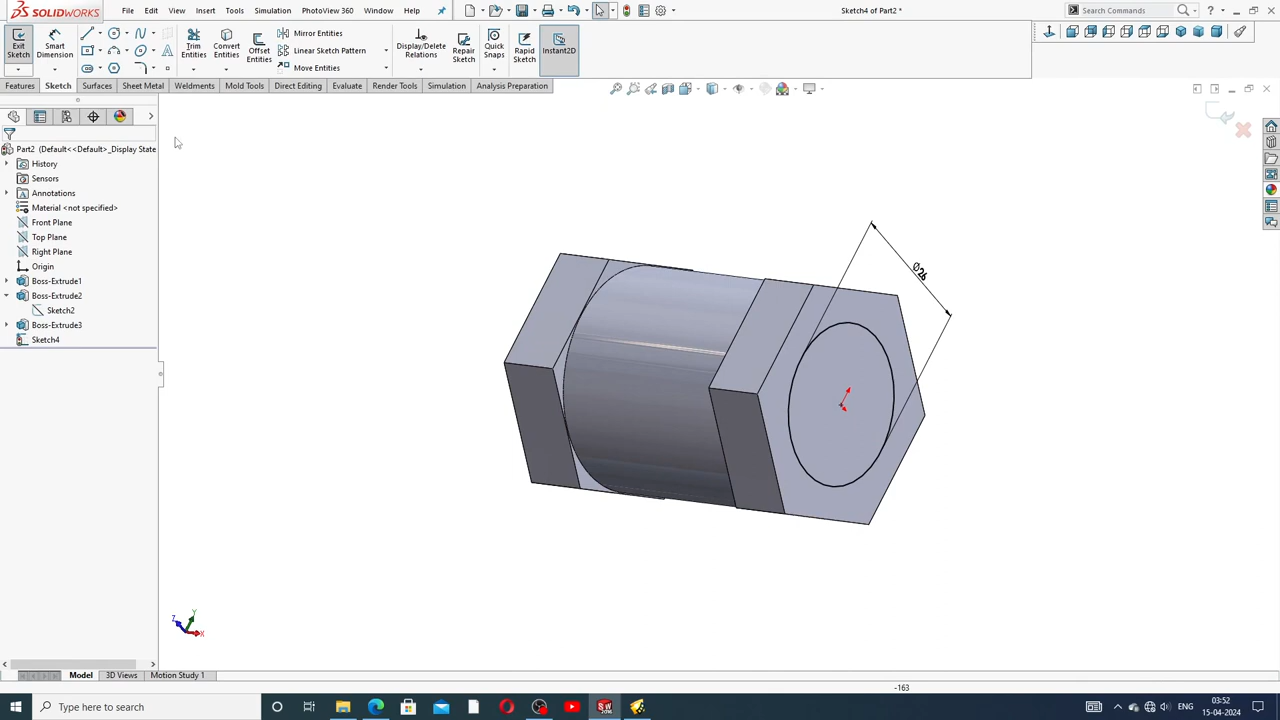 SOLIDWORKS File Edit View Insert Tools Simulation PhotoView 360 Window Help Sketch4 of Part2 * Search Commands
Exit Sketch Smart Dimension Trim Entities Convert Entities Offset Entities Mirror Entities Linear Sketch Pattern Move Entities Display/Delete Relations Repair Sketch Quick Snaps Rapid Sketch Instant2D
Features Sketch Surfaces Sheet Metal Weldments Mold Tools Direct Editing Evaluate Render Tools Simulation Analysis Preparation
Part2 (Default<<Default>_Display State
History
Sensors
Annotations
Material <not specified>
Front Plane
Top Plane
Right Plane
Origin
Boss-Extrude1
Boss-Extrude2
Sketch2
Boss-Extrude3
Sketch4
Ø26
Y
Z
X
Model 3D Views Motion Study 1
-163
Type here to search
ENG
03:52
15-04-2024